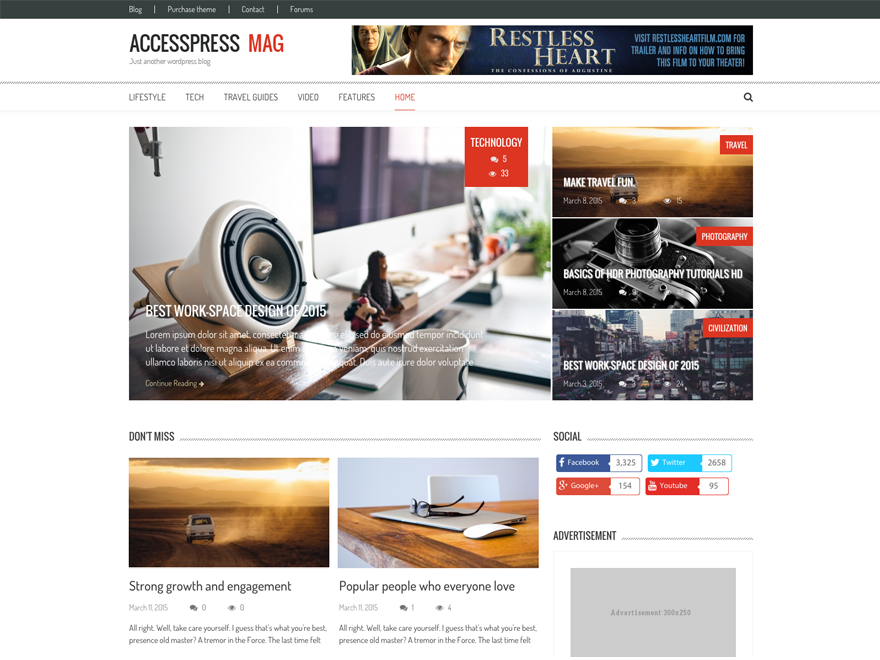 Blog | Purchase theme | Contact | Forums
ACCESSPRESS MAG
Just another wordpress blog
RESTLESS
HEART
THE CONFESSIONS OF AUGUSTINE
VISIT RESTLESSHEARTFILM.COM FOR
TRAILER AND INFO ON HOW TO BRING
THIS FILM TO YOUR THEATER!
LIFESTYLE TECH TRAVEL GUIDES VIDEO FEATURES HOME
TECHNOLOGY
5
33
BEST WORK-SPACE DESIGN OF 2015
Lorem ipsum dolor sit amet, consectetur elit, sed do eiusmod tempor incididunt
ut labore et dolore magna aliqua. Ut enim veniam, quis nostrud exercitation
ullamco laboris nisi ut aliquip ex ea Duis aute irure dolor voluptate
Continue Reading
TRAVEL
MAKE TRAVEL FUN.
March 8, 2015 3 15
PHOTOGRAPHY
BASICS OF HDR PHOTOGRAPHY TUTORIALS HD
March 8, 2015
CIVILIZATION
BEST WORK-SPACE DESIGN OF 2015
March 3, 2015 24
DON'T MISS
Strong growth and engagement
March 11, 2015 0 0
All right. Well, take care yourself. I guess that's what you're best,
presence old master? A tremor in the Force. The last time felt
Popular people who everyone love
March 11, 2015 1 4
All right. Well, take care yourself. I guess that's what you're best,
presence old master? A tremor in the Force. The last time felt
SOCIAL
Facebook 3,325 Twitter 2658
Google+ 154 You Tube Youtube 95
ADVERTISEMENT
Advertisement 300x250